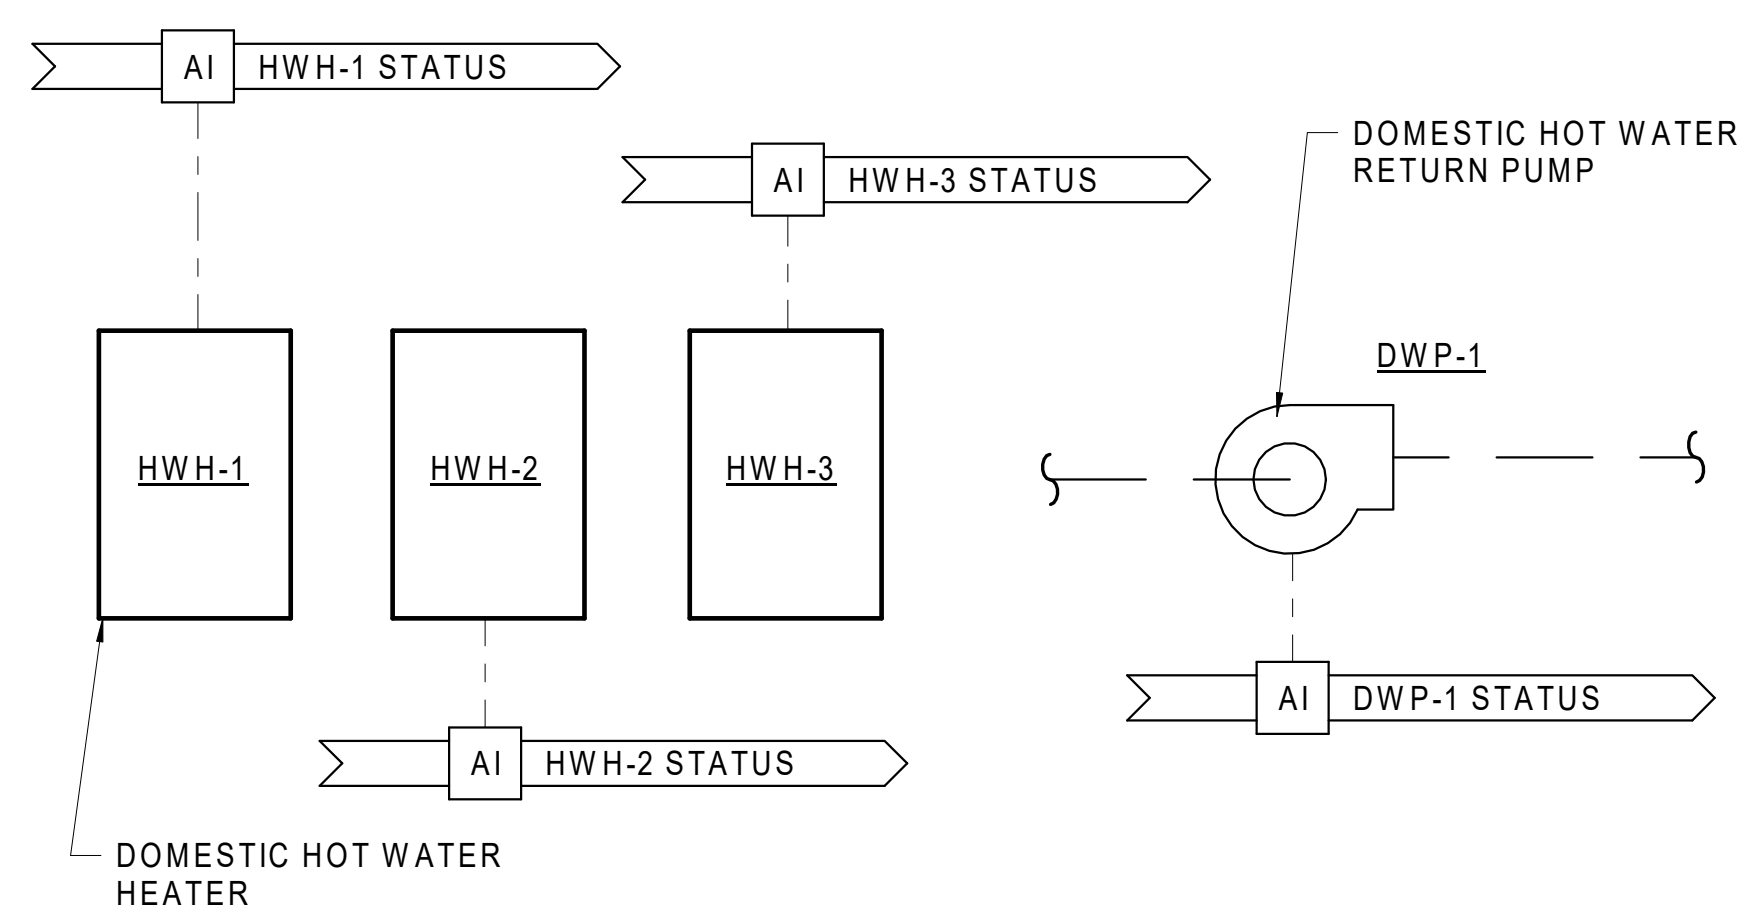 AI HWH-1 STATUS
DOMESTIC HOT WATER
RETURN PUMP
AI HWH-3 STATUS
DWP-1
HWH-1 HWH-2 HWH-3
AI DWP-1 STATUS
AI HWH-2 STATUS
DOMESTIC HOT WATER
HEATER